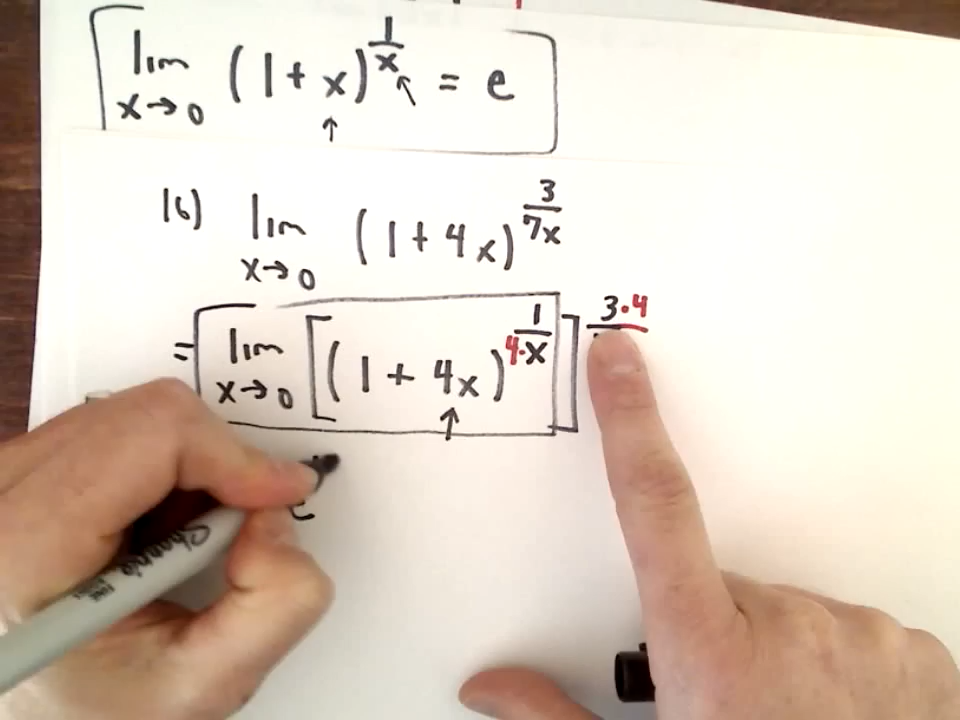 lim x→0 (1 + x)^(1/x) = e
16) lim x→0 (1 + 4x)^(3/7x)
= lim x→0 [(1 + 4x)^(1/4·x)]^(3·4/
e
Sharpie